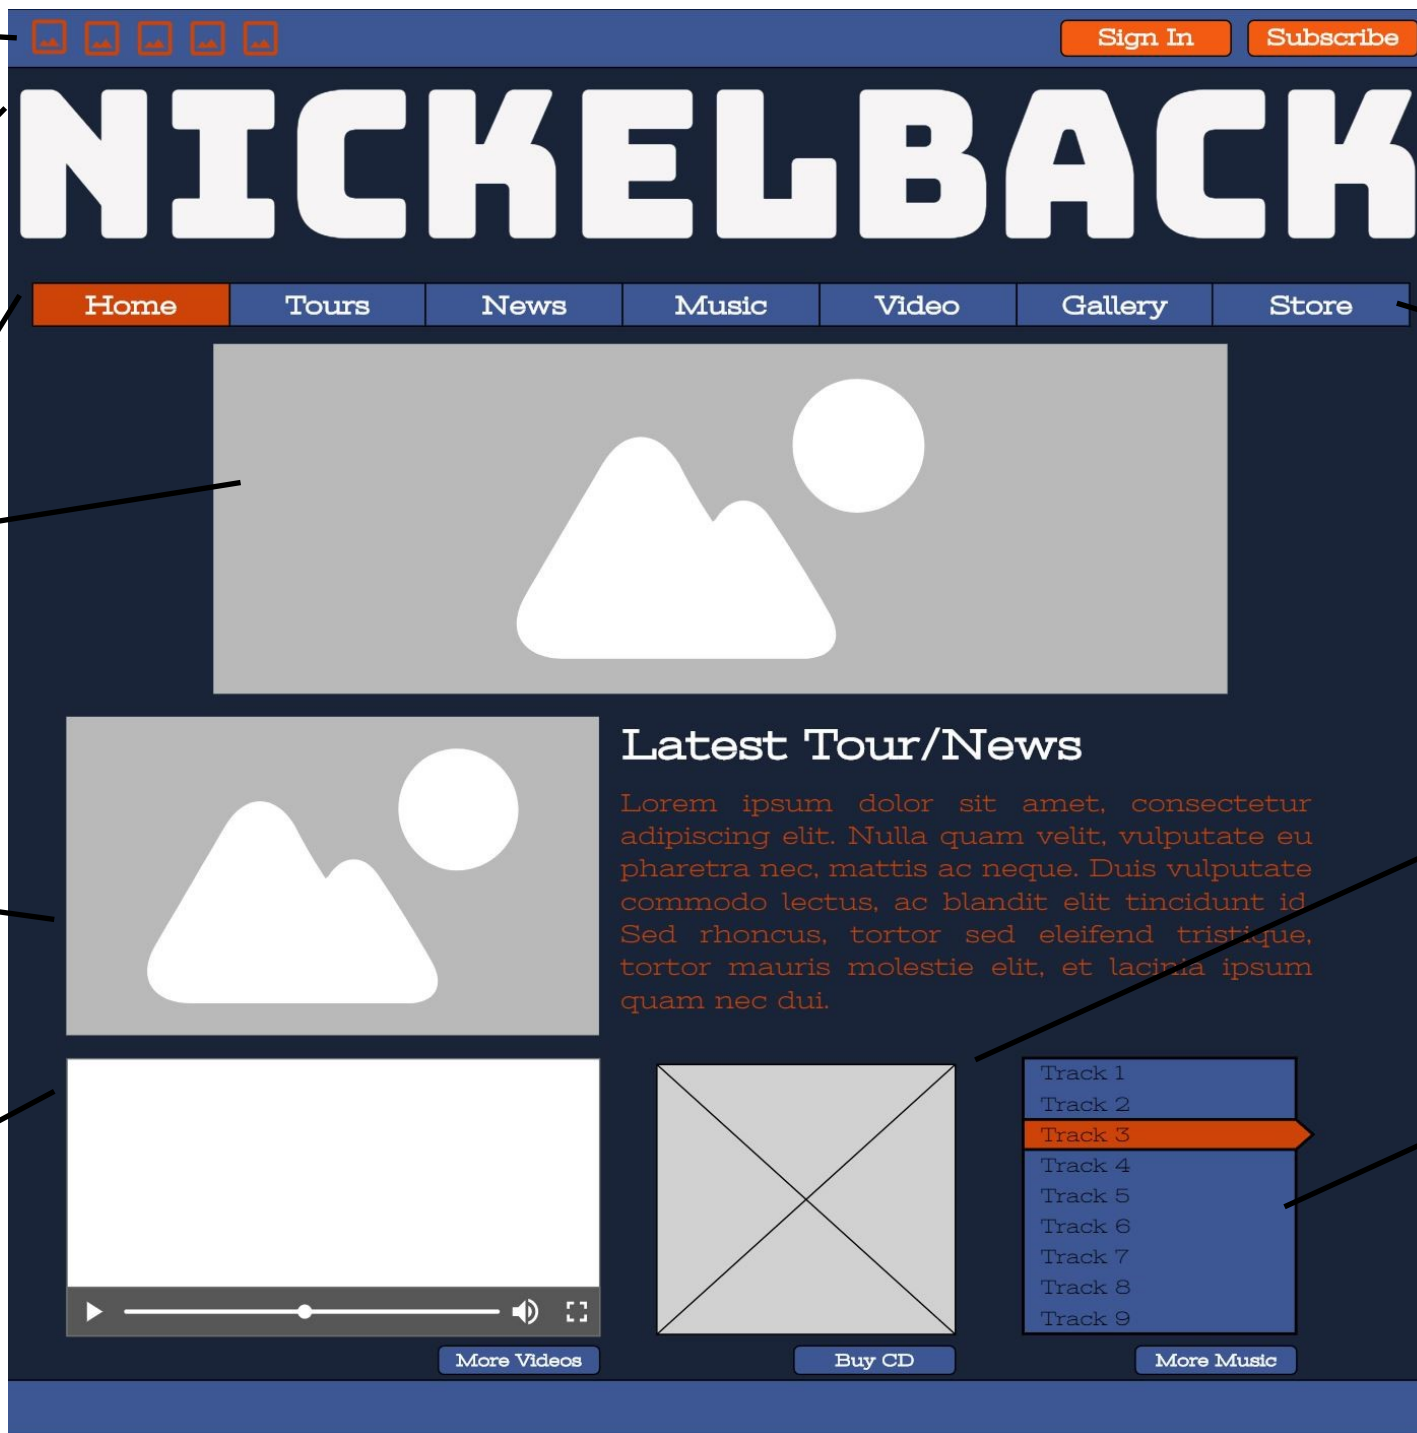 Sign In
Subscribe
NICKELBACK
Home
Tours
News
Music
Video
Gallery
Store
Latest Tour/News
Lorem ipsum dolor sit amet, consectetur
adipiscing elit. Nulla quam velit, vulputate eu
pharetra nec, mattis ac neque. Duis vulputate
commodo lectus, ac blandit elit tincidunt id.
Sed rhoncus, tortor sed eleifend tristique,
tortor mauris molestie elit, et lacinia ipsum
quam nec dui.
Track 1
Track 2
Track 3
Track 4
Track 5
Track 6
Track 7
Track 8
Track 9
More Videos
Buy CD
More Music